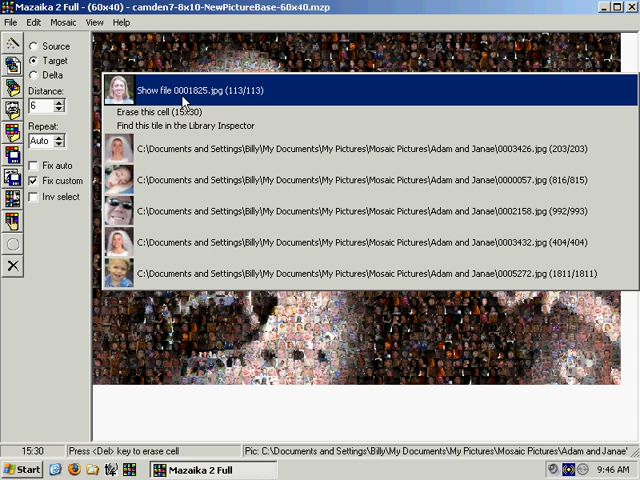 Mazaika 2 Full - (60x40) - camden7-8x10-NewPictureBase-60x40.mzp
File Edit Mosaic View ?
Source
Target
Delta
Distance:
6
Repeat:
Auto
Fix auto
Fix custom
Inv select
Show file 0001825.jpg (113/113)
Erase this cell (15x30)
Find this tile in the Library Inspector
C:\Documents and Settings\Billy\My Documents\My Pictures\Mosaic Pictures\Adam and Janae\0003426.jpg (203/203)
C:\Documents and Settings\Billy\My Documents\My Pictures\Mosaic Pictures\Adam and Janae\0000057.jpg (816/815)
C:\Documents and Settings\Billy\My Documents\My Pictures\Mosaic Pictures\Adam and Janae\0002158.jpg (992/993)
C:\Documents and Settings\Billy\My Documents\My Pictures\Mosaic Pictures\Adam and Janae\0003432.jpg (404/404)
C:\Documents and Settings\Billy\My Documents\My Pictures\Mosaic Pictures\Adam and Janae\0005272.jpg (1811/1811)
15:30 Press <Del> key to erase cell Pic: C:\Documents and Settings\Billy\My Documents\My Pictures\Mosaic Pictures\Adam and Janae'
Start Mazaika 2 Full 9:46 AM